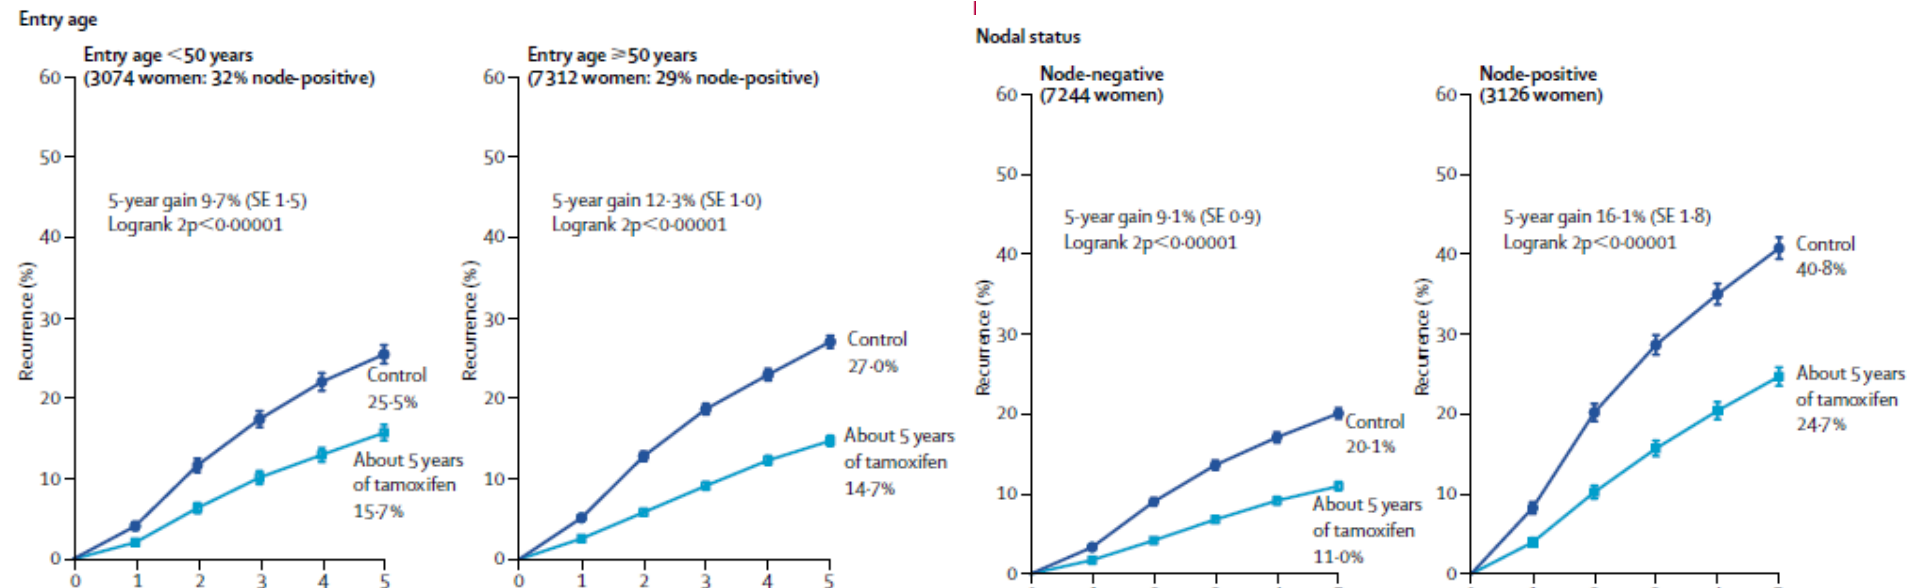 Entry age
Entry age <50 years
(3074 women: 32% node-positive)
60
50
40
30
20
10
0
Recurrence (%)
5-year gain 9·7% (SE 1·5)
Logrank 2p<0·00001
Control
25·5%
About 5 years
of tamoxifen
15·7%
0 1 2 3 4 5
Entry age ≥50 years
(7312 women: 29% node-positive)
60
50
40
30
20
10
0
Recurrence (%)
5-year gain 12·3% (SE 1·0)
Logrank 2p<0·00001
Control
27·0%
About 5 years
of tamoxifen
14·7%
0 1 2 3 4 5
Nodal status
Node-negative
(7244 women)
60
50
40
30
20
10
0
Recurrence (%)
5-year gain 9·1% (SE 0·9)
Logrank 2p<0·00001
Control
20·1%
About 5 years
of tamoxifen
11·0%
Node-positive
(3126 women)
60
50
40
30
20
10
0
Recurrence (%)
5-year gain 16·1% (SE 1·8)
Logrank 2p<0·00001
Control
40·8%
About 5 years
of tamoxifen
24·7%